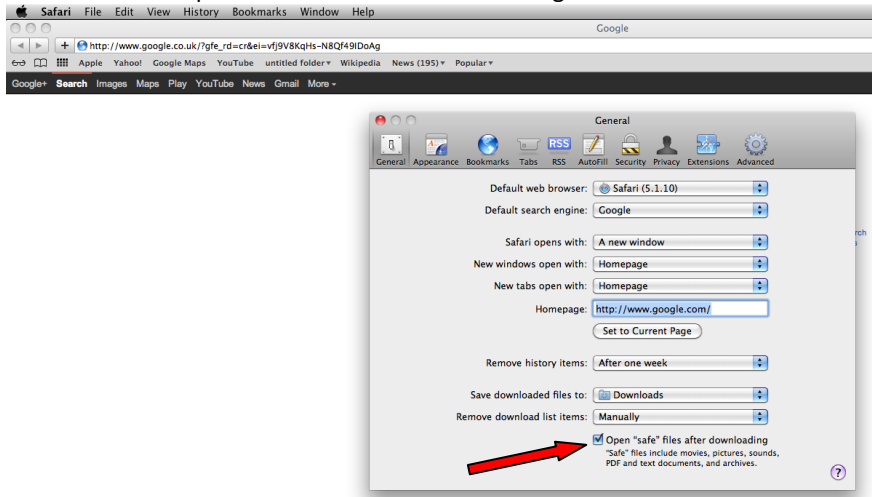 Safari File Edit View History Bookmarks Window Help
Google
+ http://www.google.co.uk/?gfe_rd=cr&ei=vfj9V8KqHs-N8Qf49IDoAg
Apple Yahoo! Google Maps YouTube untitled folder Wikipedia News (195) Popular
Google+ Search Images Maps Play YouTube News Gmail More
General
RSS
General Appearance Bookmarks Tabs RSS AutoFill Security Privacy Extensions Advanced
Default web browser: Safari (5.1.10)
Default search engine: Google
rch
Safari opens with: A new window
New windows open with: Homepage
New tabs open with: Homepage
Homepage: http://www.google.com/
Set to Current Page
Remove history items: After one week
Save downloaded files to: Downloads
Remove download list items: Manually
Open "safe" files after downloading
"Safe" files include movies, pictures, sounds,
PDF and text documents, and archives.
?